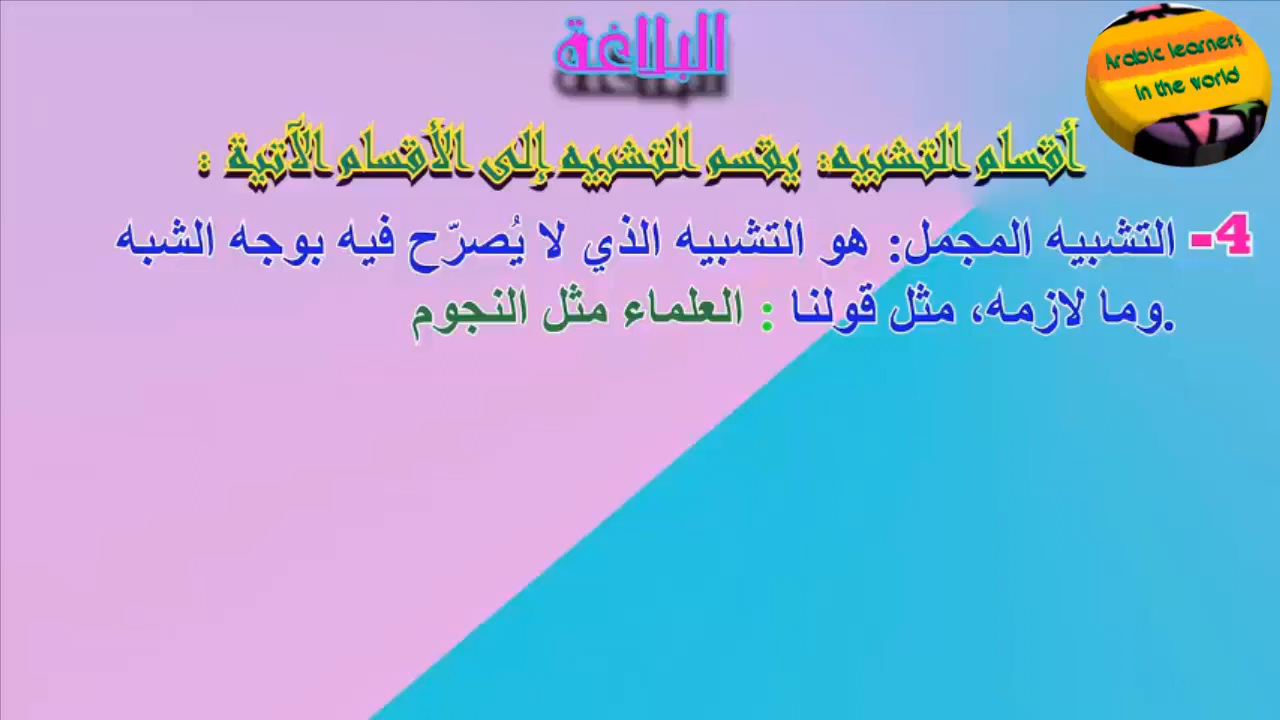 البلاغة
Arabic learners
in the world
أقسام التشبيه: يقسم التشبيه إلى الأقسام الآتية :
4- التشبيه المجمل: هو التشبيه الذي لا يُصرّح فيه بوجه الشبه
.وما لازمه، مثل قولنا : العلماء مثل النجوم